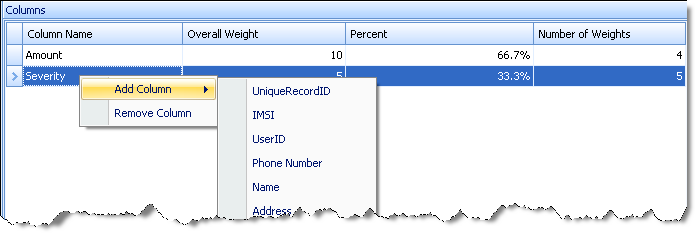 Columns
Column Name Overall Weight Percent Number of Weights
Amount 10 66.7% 4
Severity 5 33.3% 5
Add Column
Remove Column
UniqueRecordID
IMSI
UserID
Phone Number
Name
Address